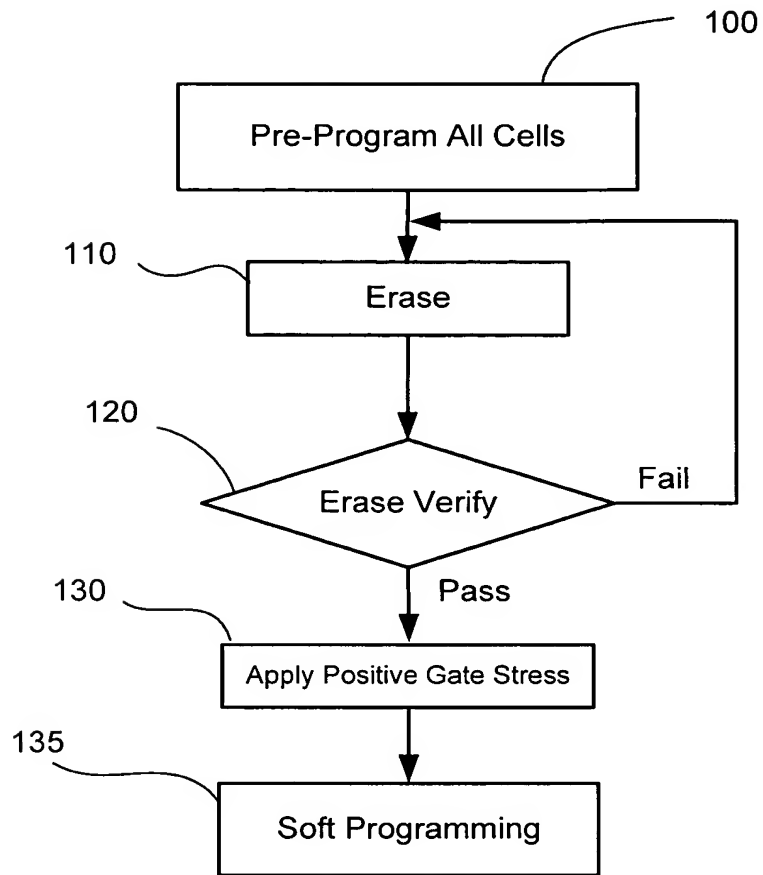 100
Pre-Program All Cells
110
Erase
120
Erase Verify
Fail
Pass
130
Apply Positive Gate Stress
135
Soft Programming